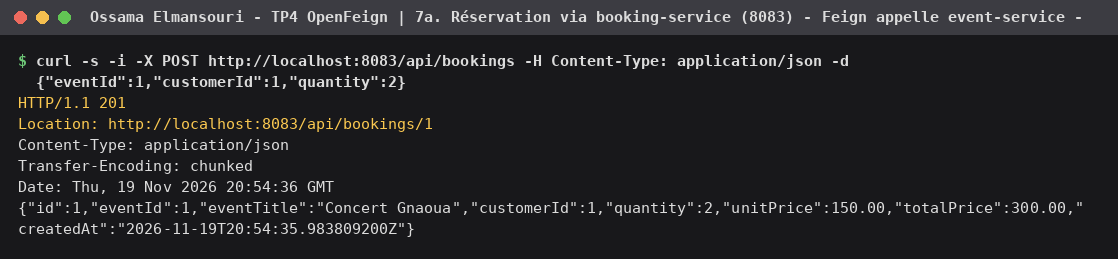 Ossama Elmansouri - TP4 OpenFeign | 7a. Réservation via booking-service (8083) - Feign appelle event-service -
$ curl -s -i -X POST http://localhost:8083/api/bookings -H Content-Type: application/json -d
{"eventId":1,"customerId":1,"quantity":2}
HTTP/1.1 201
Location: http://localhost:8083/api/bookings/1
Content-Type: application/json
Transfer-Encoding: chunked
Date: Thu, 19 Nov 2026 20:54:36 GMT
{"id":1,"eventId":1,"eventTitle":"Concert Gnaoua","customerId":1,"quantity":2,"unitPrice":150.00,"totalPrice":300.00,"
createdAt":"2026-11-19T20:54:35.983809200Z"}